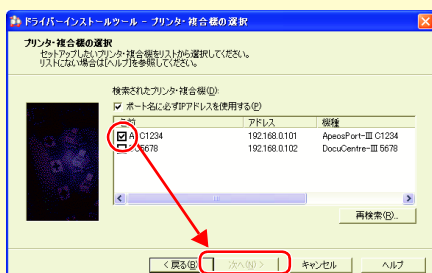 ドライバーインストールツール - プリンタ・複合機の選択
プリンタ・複合機の選択
セットアップしたいプリンタ・複合機をリストから選択してください。
リストにない場合は[ヘルプ]を参照してください。
検索されたプリンタ・複合機(D):
ポート名に必ずIPアドレスを使用する(P)
アドレス 機種
C1234 192.168.0.101 ApeosPort-III C1234
5678 192.168.0.102 DocuCentre-III 5678
再検索(R)...
< 戻る(B) 次へ(N) > キャンセル ヘルプ